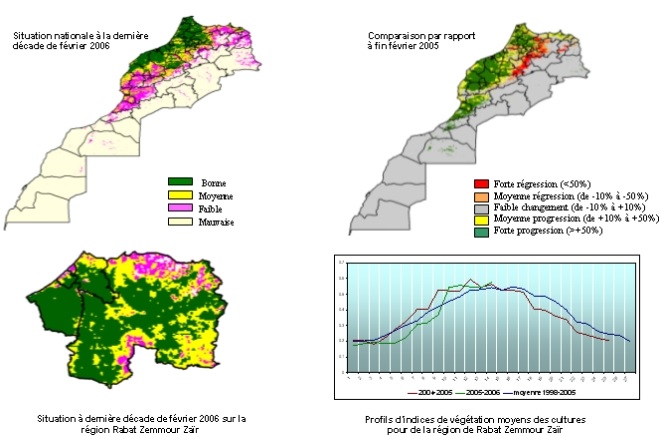 Situation nationale à la dernière
décade de février 2006
Comparaison par rapport
à fin février 2005
Bonne
Moyenne
Faible
Mauvaise
Forte régression (<50%)
Moyenne régression (de -10% à -50%)
Faible changement (de -10% à +10%)
Moyenne progression (de +10% à +50%)
Forte progression (>+50%)
2004-2005
2005-2006
moyenne 1998-2005
Situation à dernière décade de février 2006 sur la
région Rabat Zemmour Zaïr
Profils d'indices de végétation moyens des cultures
pour de la région de Rabat Zemmour Zaïr